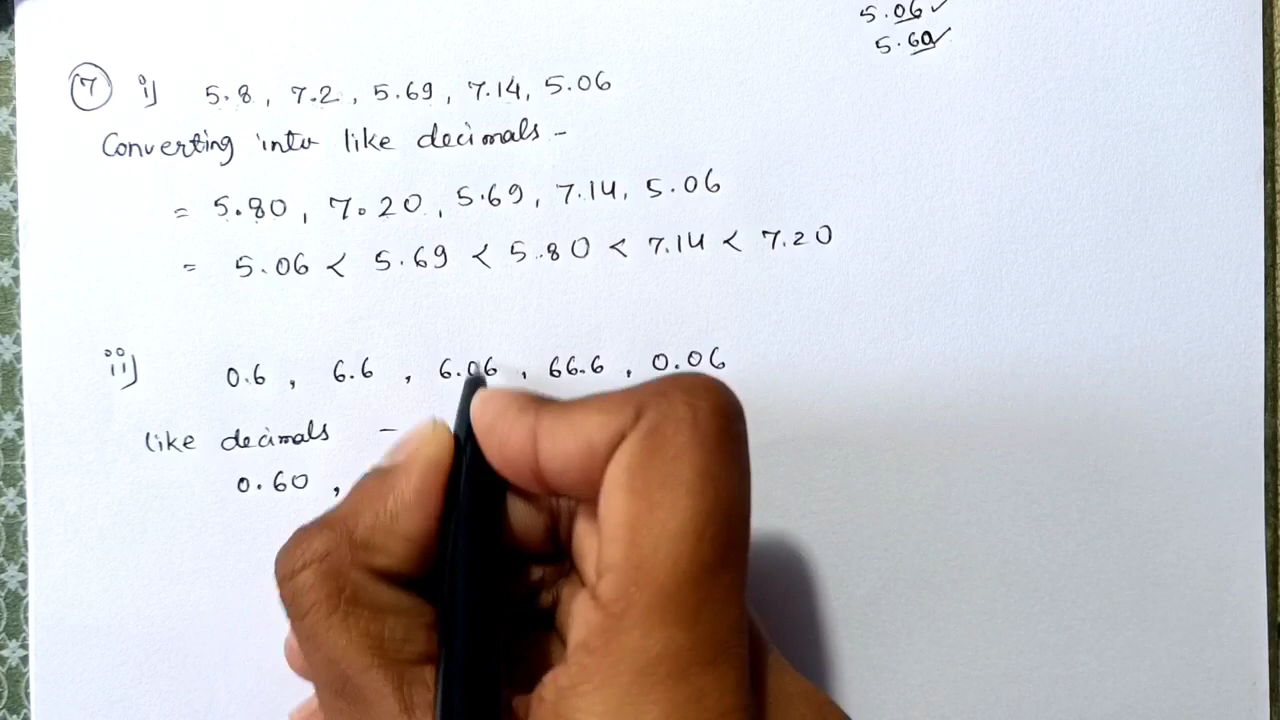 5.06 ✓
5.60 ✓
7 i) 5.8, 7.2, 5.69, 7.14, 5.06
Converting into like decimals -
= 5.80, 7.20, 5.69, 7.14, 5.06
= 5.06 < 5.69 < 5.80 < 7.14 < 7.20
ii) 0.6, 6.6, 6.06, 66.6, 0.06
like decimals -
0.60,